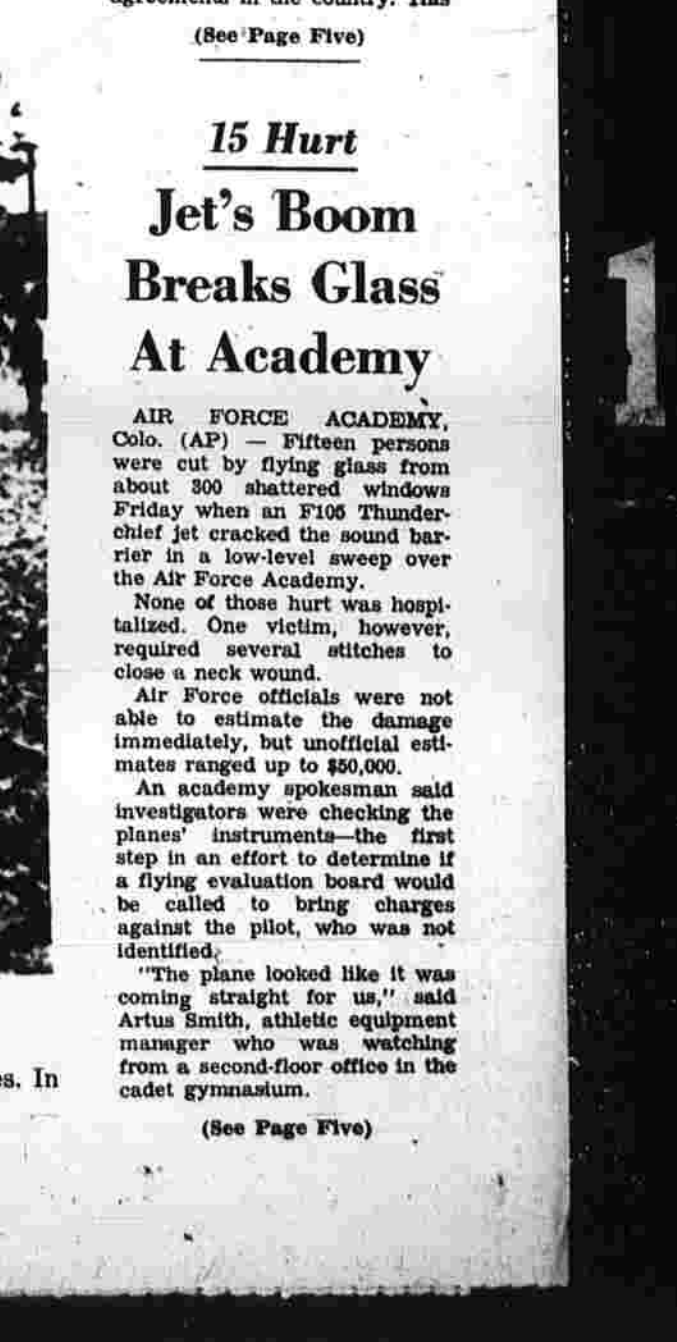 agreements in the country. This
(See Page Five)
15 Hurt
Jet's Boom
Breaks Glass
At Academy
AIR FORCE ACADEMY,
Colo. (AP) — Fifteen persons
were cut by flying glass from
about 300 shattered windows
Friday when an F105 Thunder-
chief jet cracked the sound bar-
rier in a low-level sweep over
the Air Force Academy.
None of those hurt was hospi-
talized. One victim, however,
required several stitches to
close a neck wound.
Air Force officials were not
able to estimate the damage
immediately, but unofficial esti-
mates ranged up to $50,000.
An academy spokesman said
investigators were checking the
planes' instruments—the first
step in an effort to determine if
a flying evaluation board would
be called to bring charges
against the pilot, who was not
identified.
"The plane looked like it was
coming straight for us," said
Artus Smith, athletic equipment
manager who was watching
from a second-floor office in the
cadet gymnasium.
(See Page Five)
es. In
1